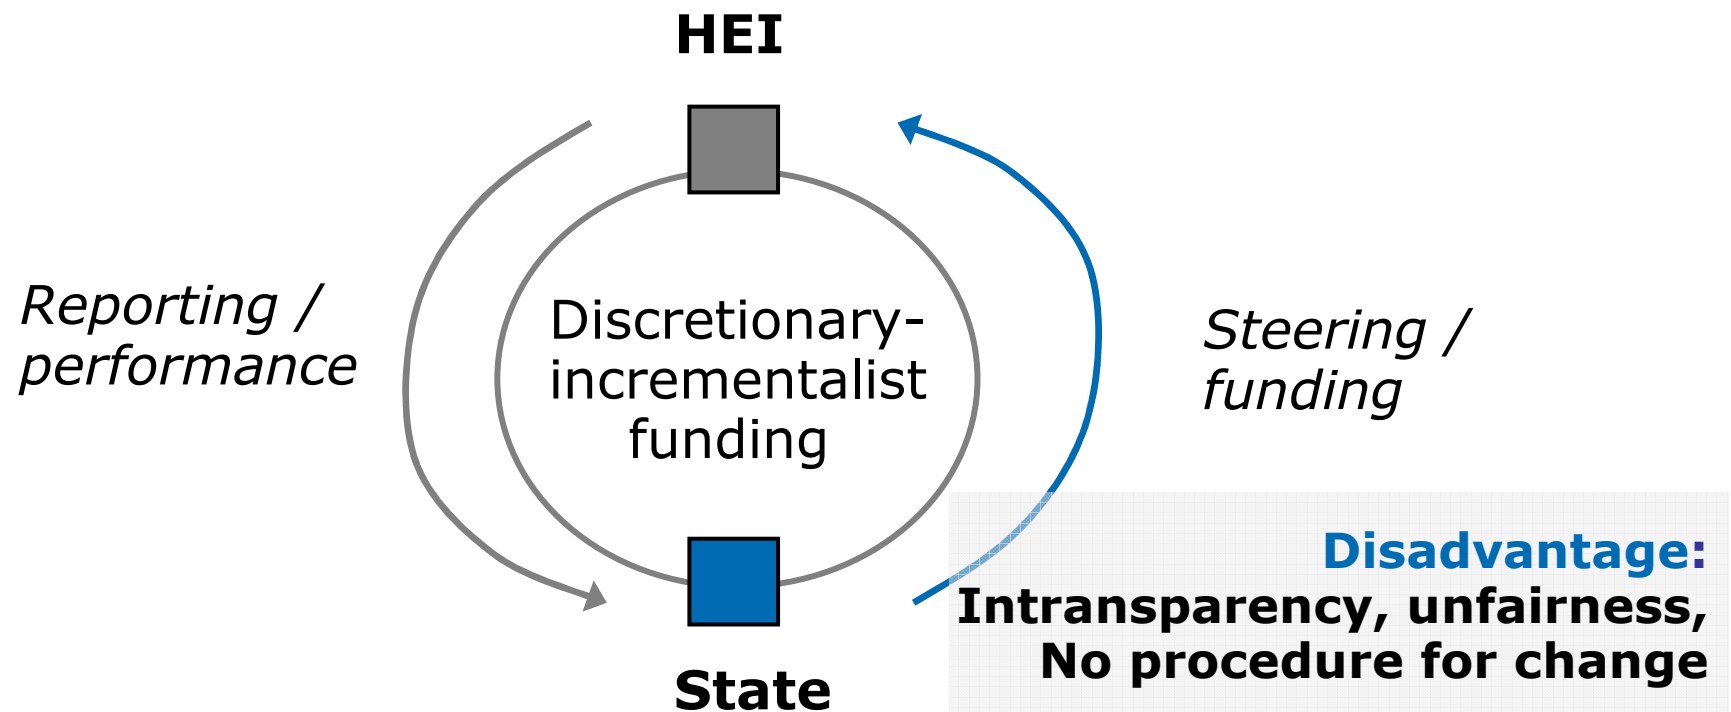 HEI
Reporting /
performance
Discretionary-
incrementalist
funding
Steering /
funding
Disadvantage:
Intransparency, unfairness,
No procedure for change
State